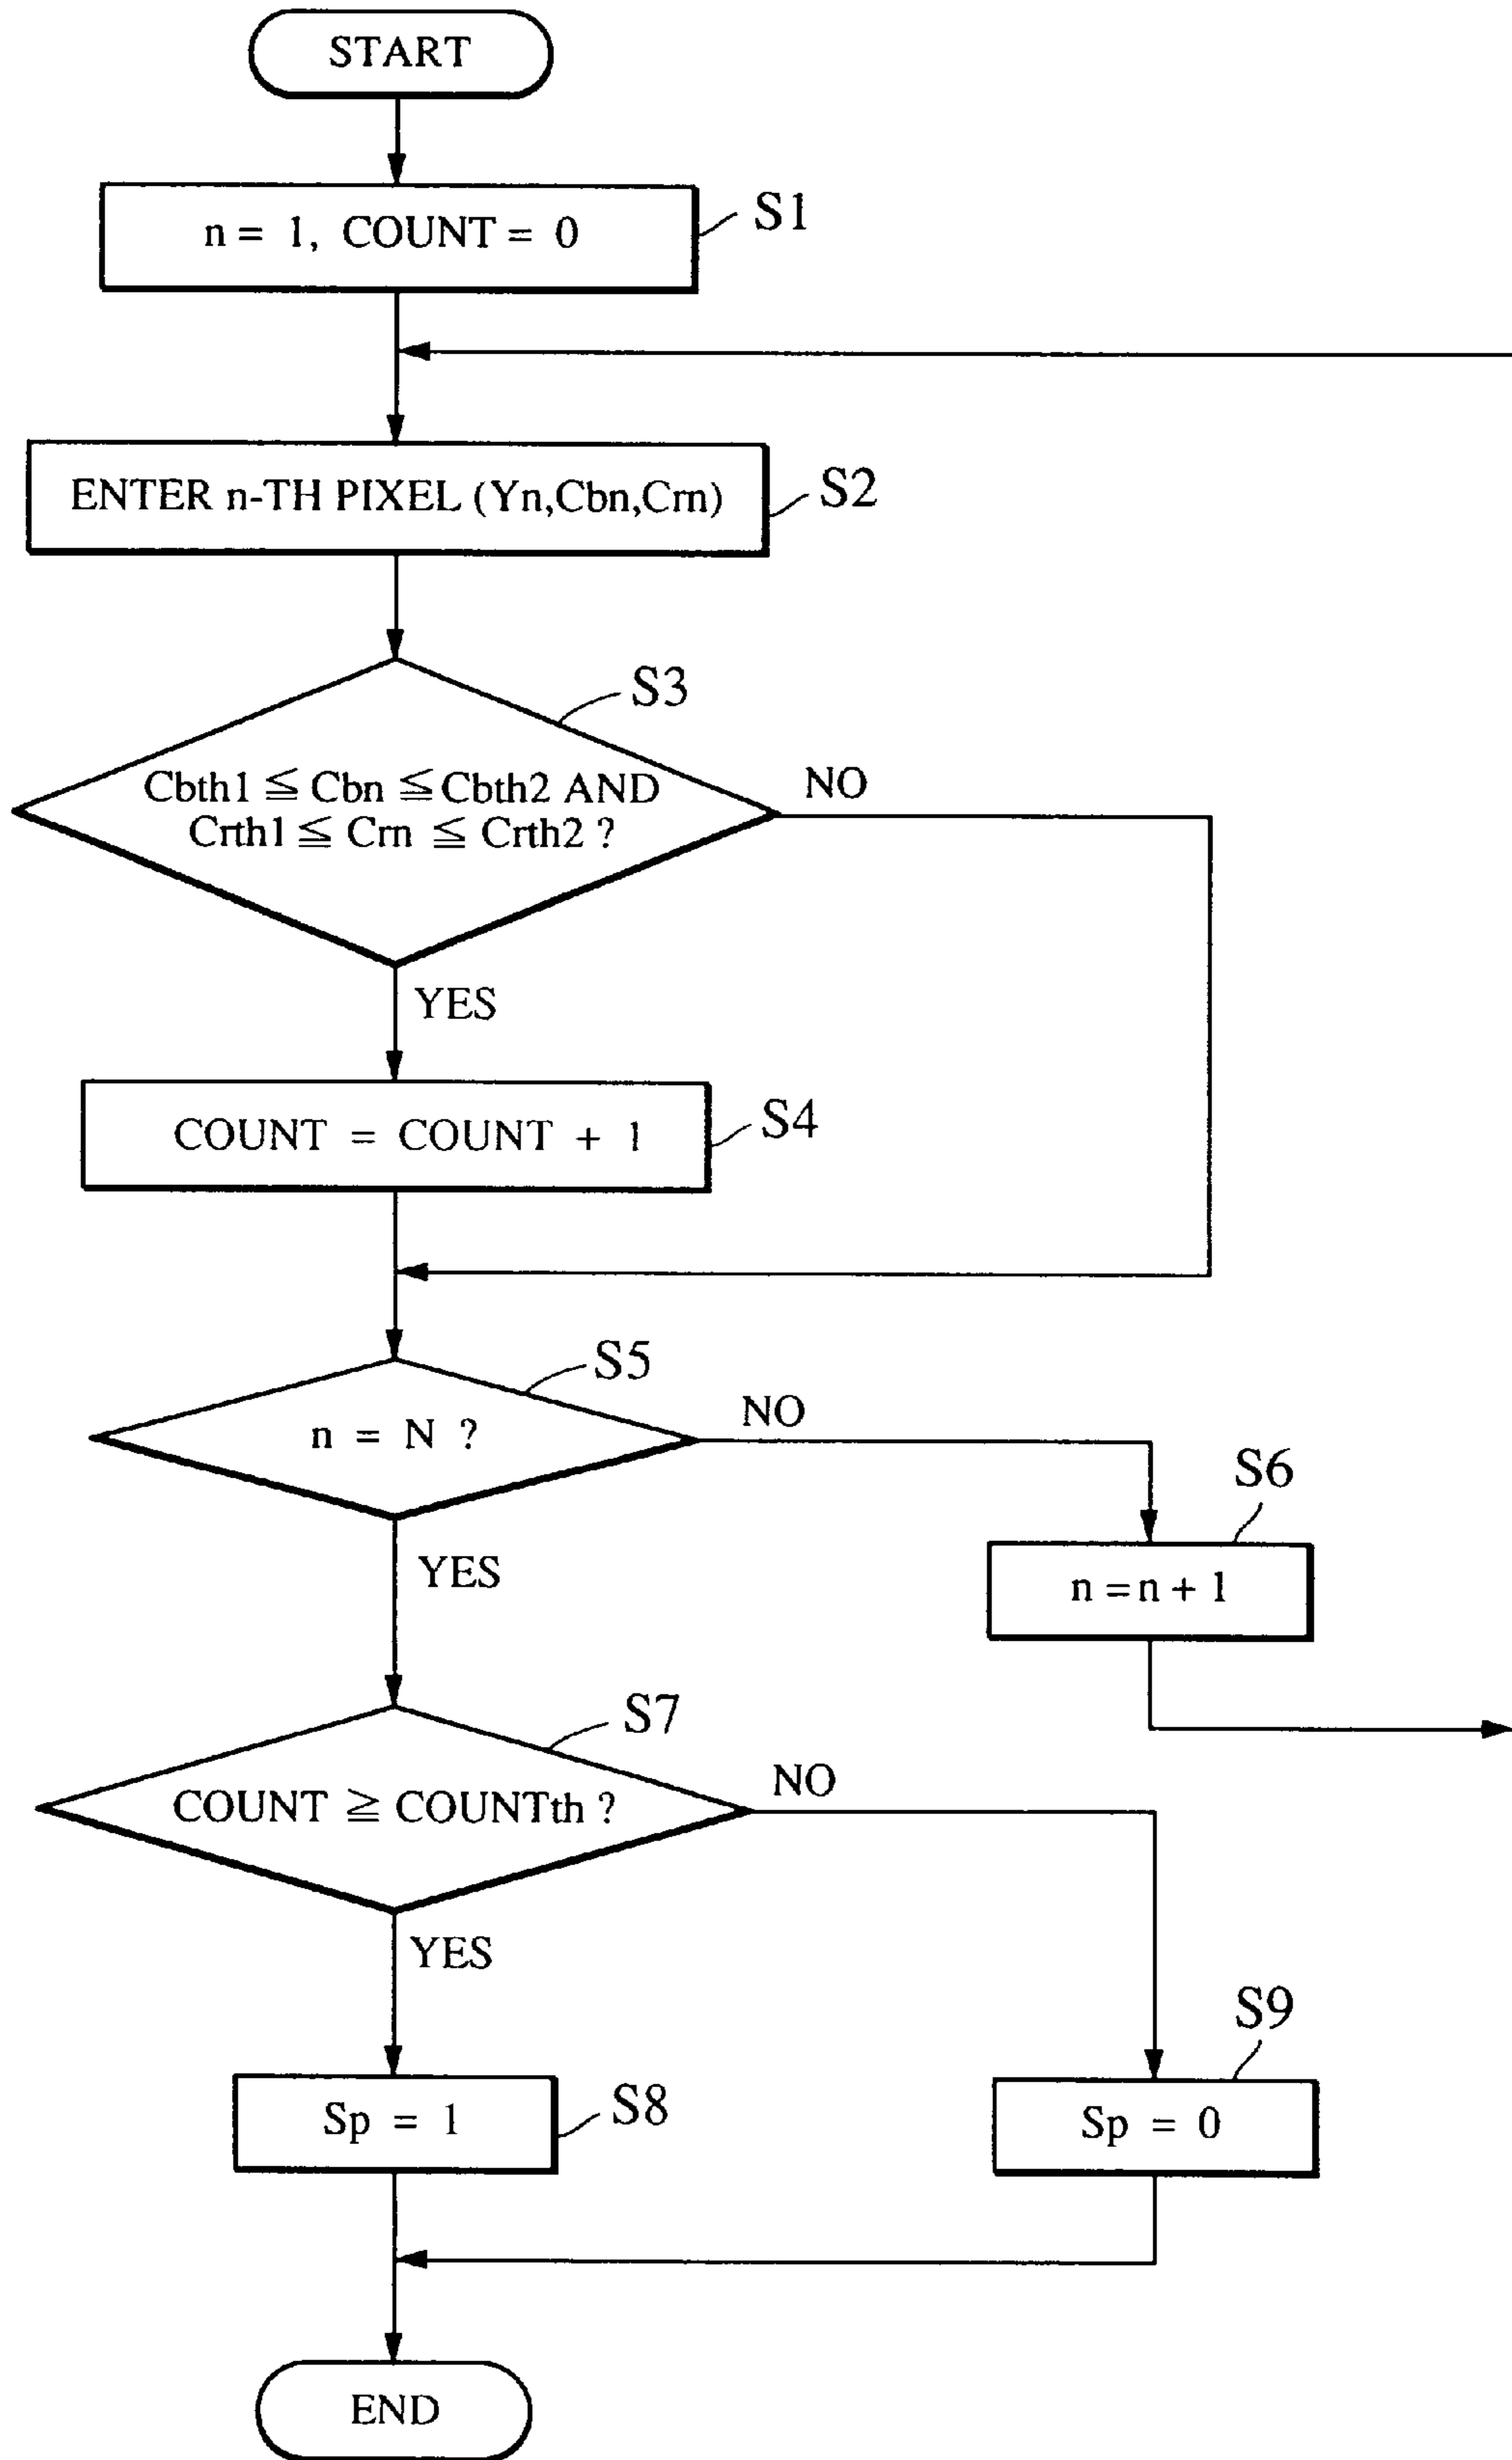 START
n = 1, COUNT = 0
S1
ENTER n-TH PIXEL (Yn,Cbn,Crn)
S2
S3
Cbth1 ≦ Cbn ≦ Cbth2 AND
Crth1 ≦ Crn ≦ Crth2 ?
NO
YES
COUNT = COUNT + 1
S4
S5
n = N ?
NO
S6
YES
n = n + 1
S7
COUNT ≧ COUNTth ?
NO
YES
S9
Sp = 1
S8
Sp = 0
END